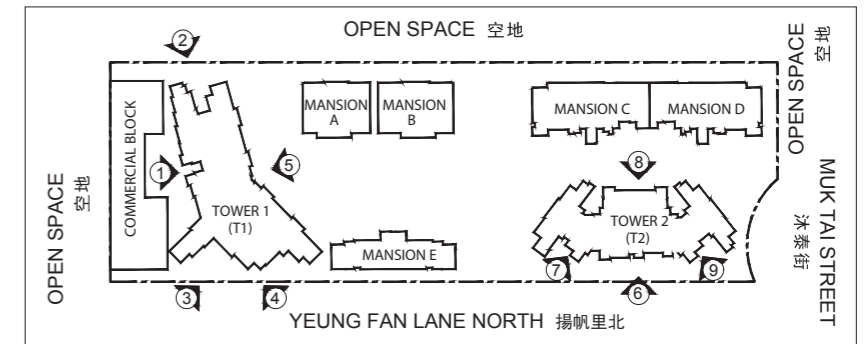 OPEN SPACE 空地
OPEN SPACE 空地
2
COMMERCIAL BLOCK
MANSION
A
MANSION
B
MANSION C
MANSION D
1
5
8
OPEN SPACE 空地
TOWER 1
(T1)
TOWER 2
(T2)
MANSION E
7
9
3
4
6
MUK TAI STREET
沐泰街
YEUNG FAN LANE NORTH 揚帆里北